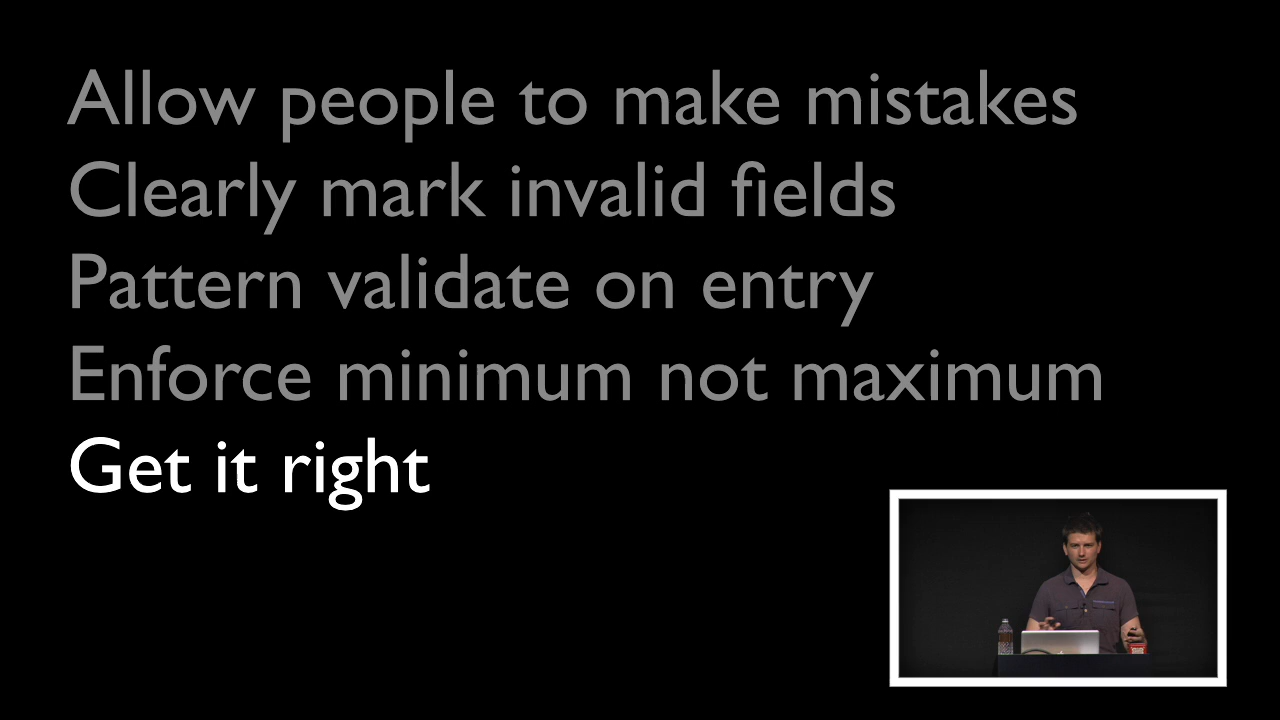 Allow people to make mistakes
Clearly mark invalid fields
Pattern validate on entry
Enforce minimum not maximum
Get it right